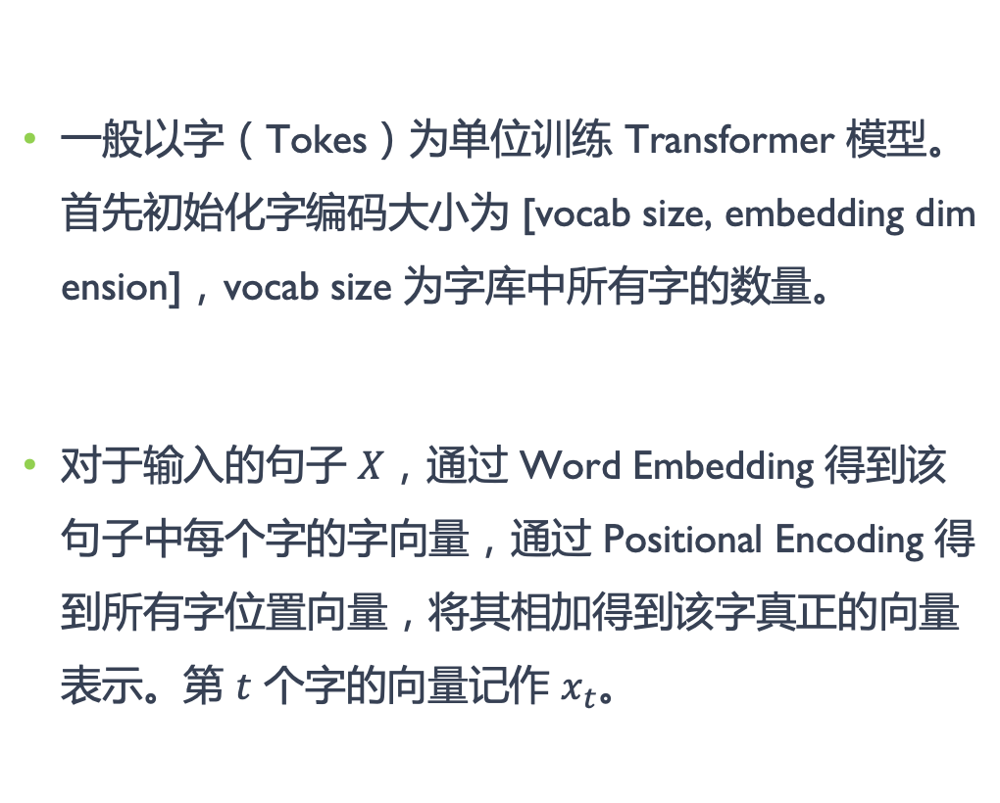 • 一般以字（Tokes）为单位训练 Transformer 模型。
首先初始化字编码大小为 [vocab size, embedding dim
ension]，vocab size 为字库中所有字的数量。
• 对于输入的句子 X，通过 Word Embedding 得到该
句子中每个字的字向量，通过 Positional Encoding 得
到所有字位置向量，将其相加得到该字真正的向量
表示。第 t 个字的向量记作 xₜ。